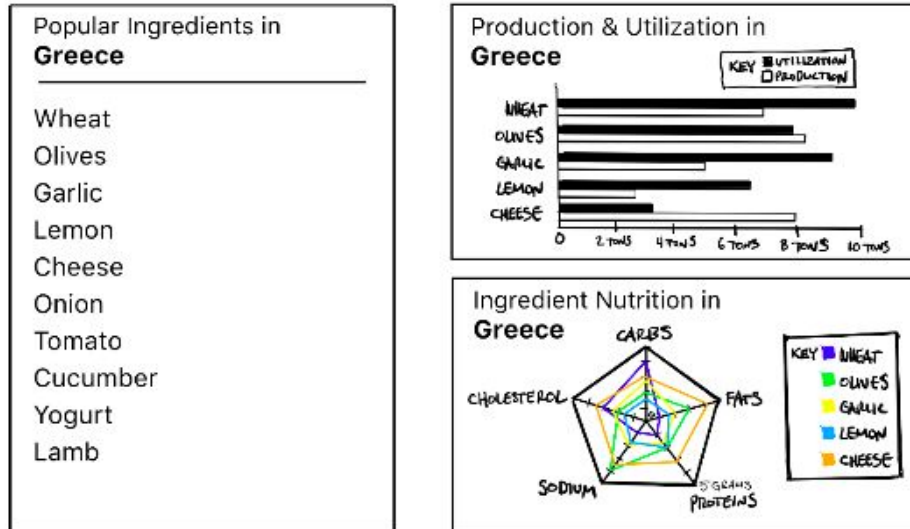 Popular Ingredients in
Greece
Wheat
Olives
Garlic
Lemon
Cheese
Onion
Tomato
Cucumber
Yogurt
Lamb
Production & Utilization in
Greece
KEY UTILIZATION
PRODUCTION
WHEAT
OLIVES
GARLIC
LEMON
CHEESE
0 2 TONS 4 TONS 6 TONS 8 TONS 10 TONS
Ingredient Nutrition in
Greece
CARBS
CHOLESTEROL
FATS
SODIUM
5 GRAMS
PROTEINS
KEY WHEAT
OLIVES
GARLIC
LEMON
CHEESE